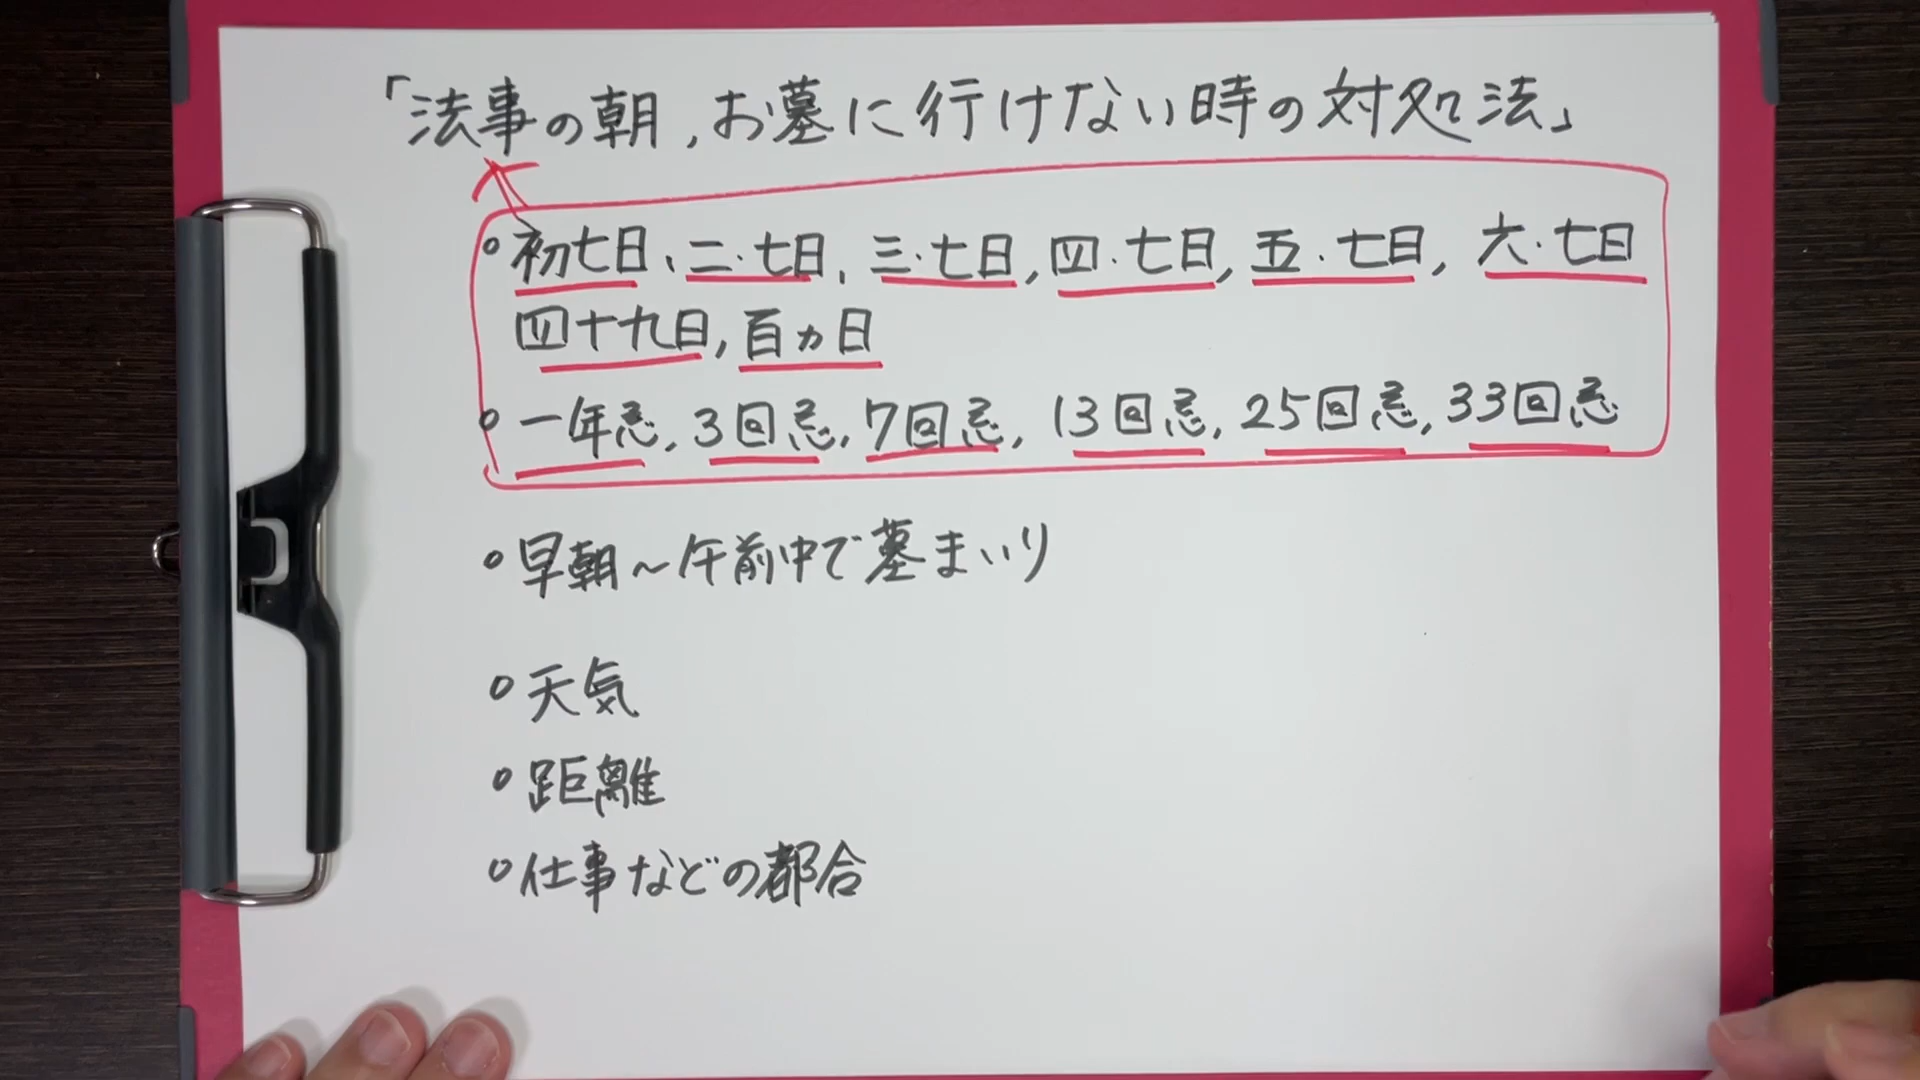 「法事の朝,お墓に行けない時の対処法」
○初七日、二・七日、三・七日,四・七日,五・七日,六・七日
四十九日,百ヵ日
○一年忌,3回忌,7回忌,13回忌,25回忌,33回忌
○早朝〜午前中で墓まいり
○天気
○距離
○仕事などの都合